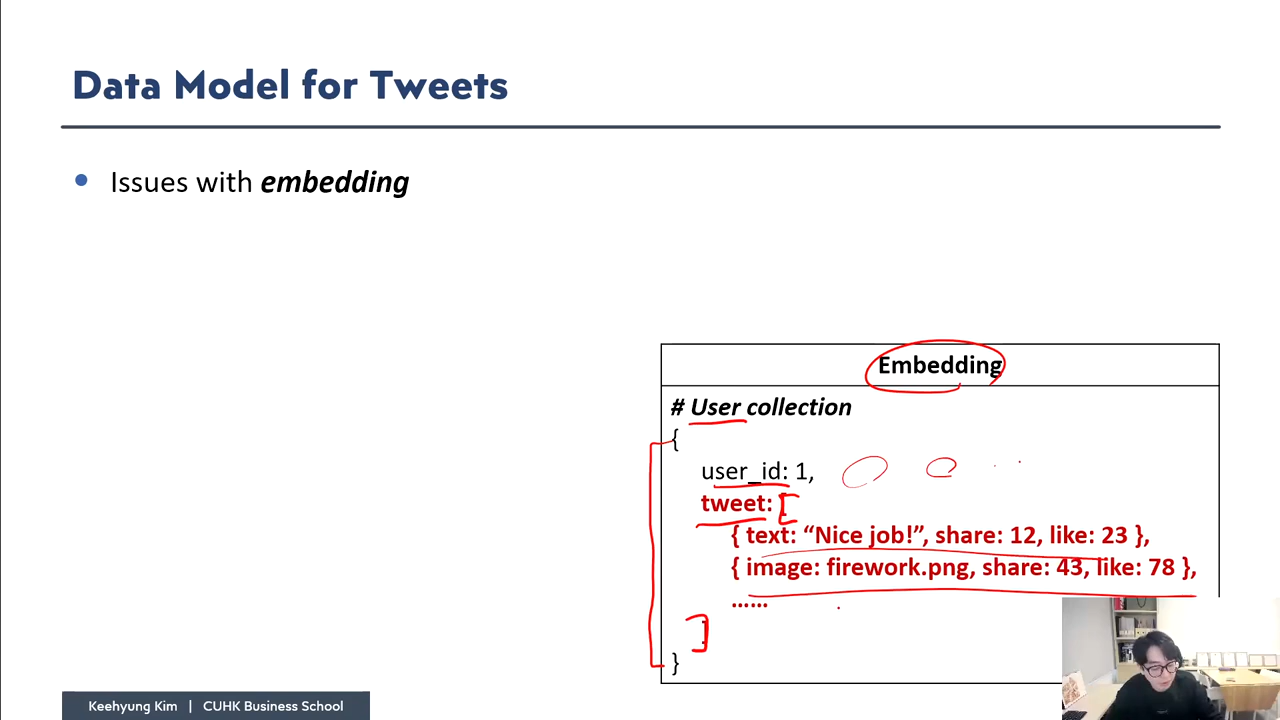 Data Model for Tweets
• Issues with embedding
Embedding
# User collection
{
user_id: 1,
tweet: [
{ text: “Nice job!”, share: 12, like: 23 },
{ image: firework.png, share: 43, like: 78 },
……
]
}
Keehyung Kim | CUHK Business School